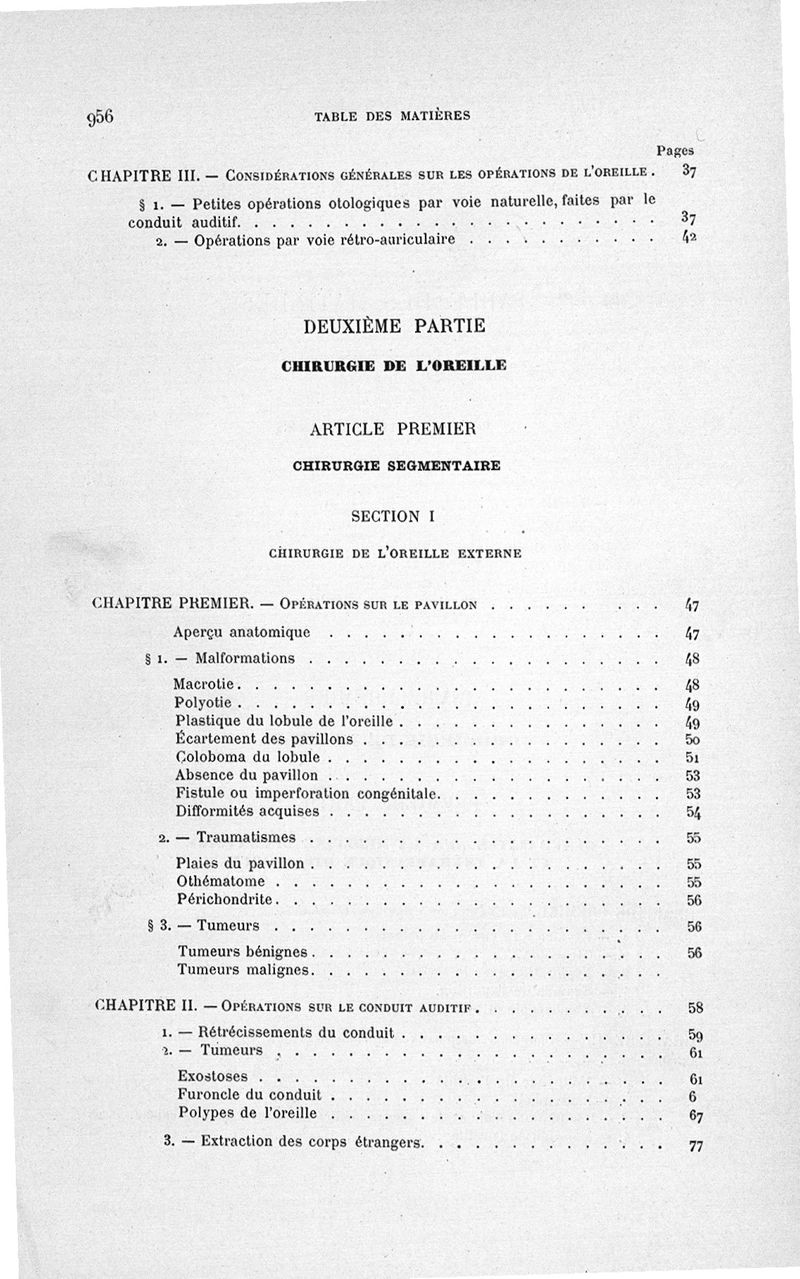 956 TABLE DES MATIÈRES
Pages
CHAPITRE III. — CONSIDÉRATIONS GÉNÉRALES SUR LES OPÉRATIONS DE L'OREILLE . 37
§ 1. — Petites opérations otologiques par voie naturelle, faites par le
conduit auditif. . . . . . . . . . . . . . . . . . . . . . . 37
2. — Opérations par voie rétro-auriculaire . . . . . . . . . . . 42
DEUXIÈME PARTIE
CHIRURGIE DE L'OREILLE
ARTICLE PREMIER
CHIRURGIE SEGMENTAIRE
SECTION I
CHIRURGIE DE L'OREILLE EXTERNE
CHAPITRE PREMIER. — OPÉRATIONS SUR LE PAVILLON . . . . . . . . . 47
Aperçu anatomique . . . . . . . . . . . . . . . . . . . 47
§ 1. — Malformations . . . . . . . . . . . . . . . . . . . . 48
Macrotie. . . . . . . . . . . . . . . . . . . . . . . . 48
Polyotie . . . . . . . . . . . . . . . . . . . . . . . . 49
Plastique du lobule de l'oreille . . . . . . . . . . . . . . . 49
Écartement des pavillons . . . . . . . . . . . . . . . . . 50
Coloboma du lobule . . . . . . . . . . . . . . . . . . . 51
Absence du pavillon . . . . . . . . . . . . . . . . . . . 53
Fistule ou imperforation congénitale. . . . . . . . . . . . . 53
Difformités acquises . . . . . . . . . . . . . . . . . . . 54
2. — Traumatismes . . . . . . . . . . . . . . . . . . . . 55
Plaies du pavillon . . . . . . . . . . . . . . . . . . . . 55
Othématome . . . . . . . . . . . . . . . . . . . . . . 55
Périchondrite. . . . . . . . . . . . . . . . . . . . . . 56
§ 3. — Tumeurs . . . . . . . . . . . . . . . . . . . . . . 56
Tumeurs bénignes . . . . . . . . . . . . . . . . . . . . 56
Tumeurs malignes. . . . . . . . . . . . . . . . . . . .
CHAPITRE II. — OPÉRATIONS SUR LE CONDUIT AUDITIF . . . . . . . . . . . 58
1. — Rétrécissements du conduit . . . . . . . . . . . . . . . 59
2. — Tumeurs . . . . . . . . . . . . . . . . . . . . . . 61
Exostoses . . . . . . . . . . . . . . . . . . . . . . . 61
Furoncle du conduit . . . . . . . . . . . . . . . . . . . 6
Polypes de l'oreille . . . . . . . . . . . . . . . . . . . 67
3. — Extraction des corps étrangers. . . . . . . . . . . . . . 77